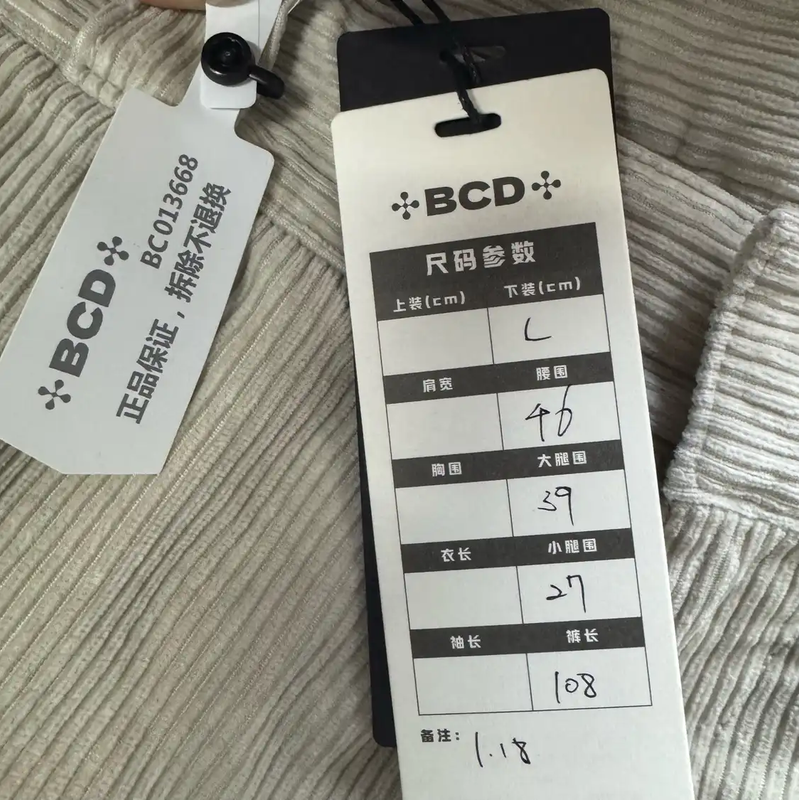 BCD
BC013668
正品保证，拆除不退换
BCD
尺码参数
上装(cm) 下装(cm)
L
肩宽 腰围
46
胸围 大腿围
39
衣长 小腿围
27
袖长 裤长
108
备注： 1.18